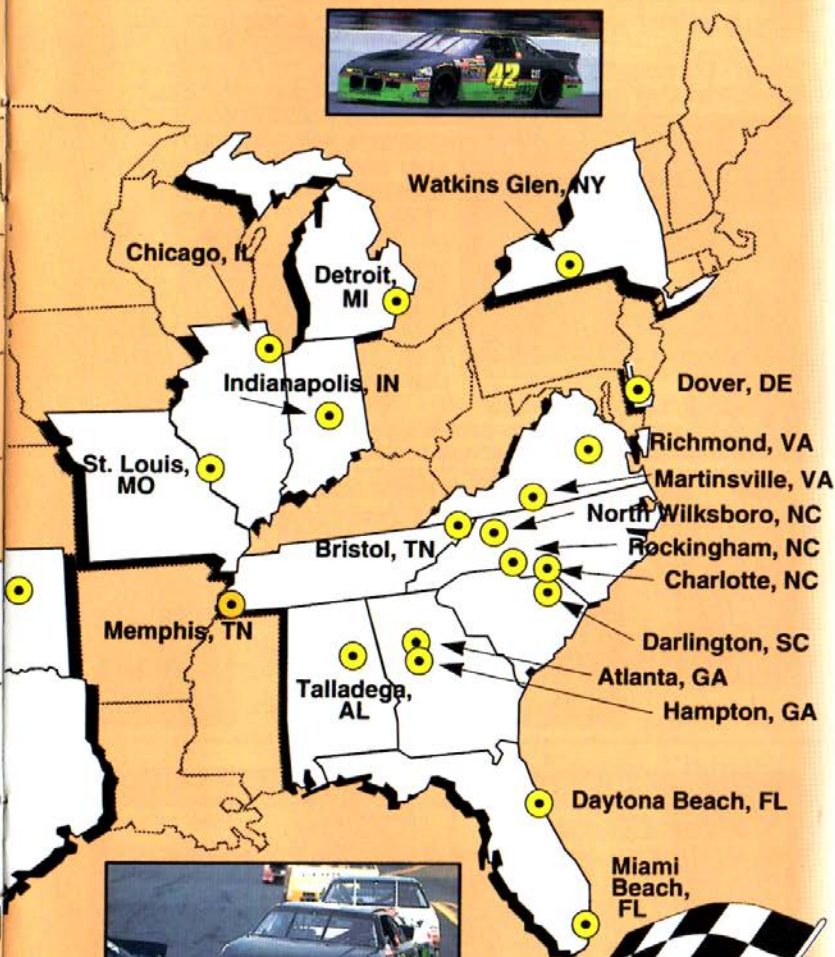 42
Watkins Glen, NY
Chicago, IL
Detroit,
MI
Indianapolis, IN
Dover, DE
Richmond, VA
St. Louis,
MO
Martinsville, VA
North Wilksboro, NC
Bristol, TN
Rockingham, NC
Charlotte, NC
Memphis, TN
Darlington, SC
Atlanta, GA
Talladega,
AL
Hampton, GA
Daytona Beach, FL
Miami
Beach,
FL